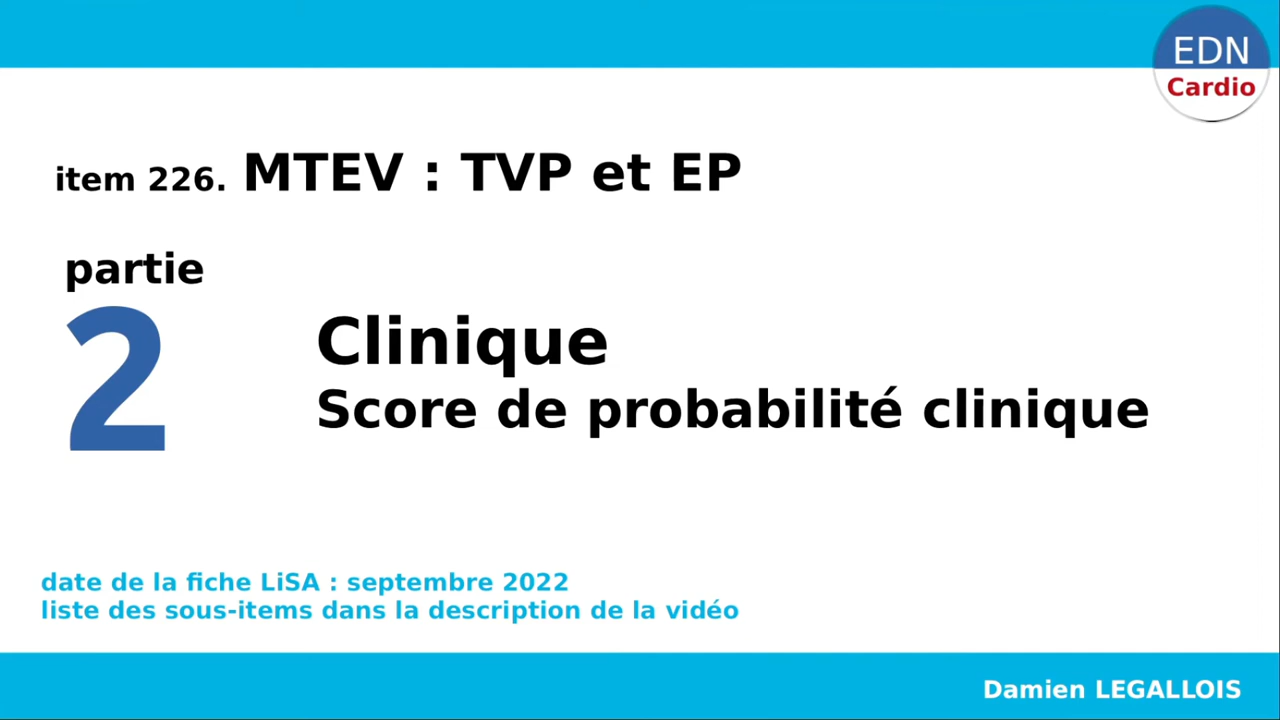 EDN
Cardio
item 226. MTEV : TVP et EP
partie
2
Clinique
Score de probabilité clinique
date de la fiche LiSA : septembre 2022
liste des sous-items dans la description de la vidéo
Damien LEGALLOIS